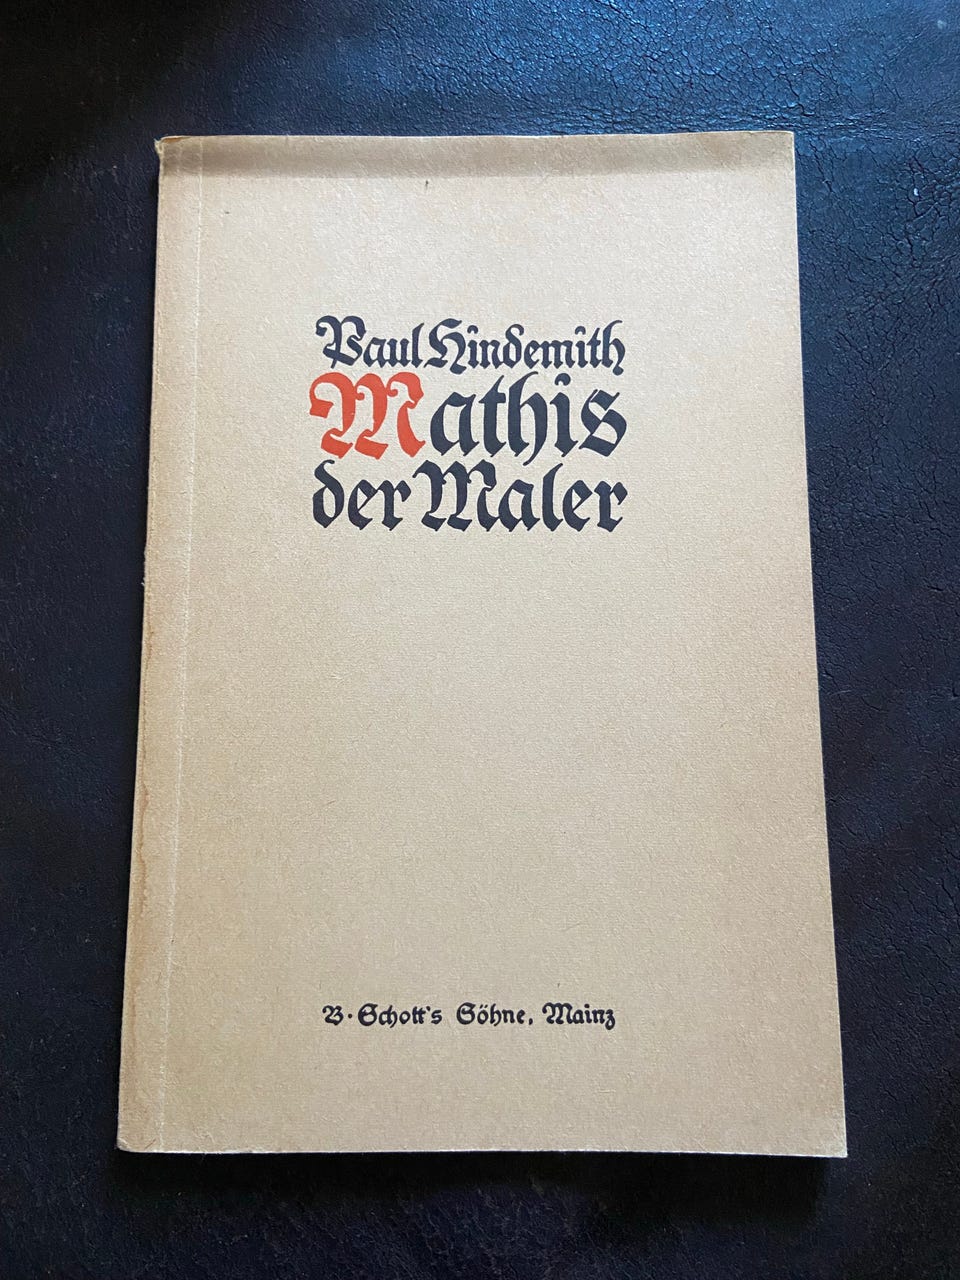 Paul Hindemith
Mathis
der Maler
B. Schott's Söhne, Mainz